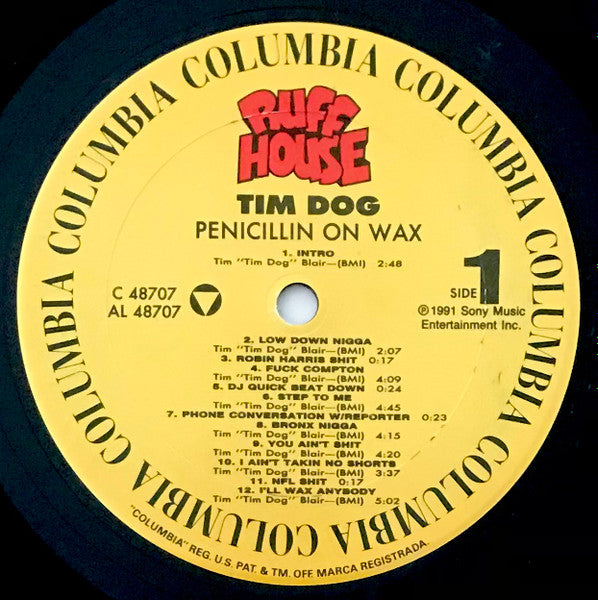 COLUMBIA COLUMBIA COLUMBIA COLUMBIA COLUMBIA COLUMBIA COLUMBIA COLUMBIA
RUFF
HOUSE
TIM DOG
PENICILLIN ON WAX
1. INTRO
Tim "Tim Dog" Blair—(BMI) 2:48
C 48707
AL 48707
SIDE 1
℗1991 Sony Music
Entertainment Inc.
2. LOW DOWN NIGGA
Tim "Tim Dog" Blair—(BMI) 2:07
3. ROBIN HARRIS SHIT 0:17
4. FUCK COMPTON
Tim "Tim Dog" Blair—(BMI) 4:09
5. DJ QUICK BEAT DOWN 0:24
6. STEP TO ME
Tim "Tim Dog" Blair—(BMI) 4:45
7. PHONE CONVERSATION W/REPORTER 0:23
8. BRONX NIGGA
Tim "Tim Dog" Blair—(BMI) 4:15
9. YOU AIN'T SHIT
Tim "Tim Dog" Blair—(BMI) 4:20
10. I AIN'T TAKIN NO SHORTS
Tim "Tim Dog" Blair—(BMI) 3:37
11. NFL SHIT 0:17
12. I'LL WAX ANYBODY
Tim "Tim Dog" Blair—(BMI) 5:02
"COLUMBIA" REG. U.S. PAT. & TM. OFF. MARCA REGISTRADA.